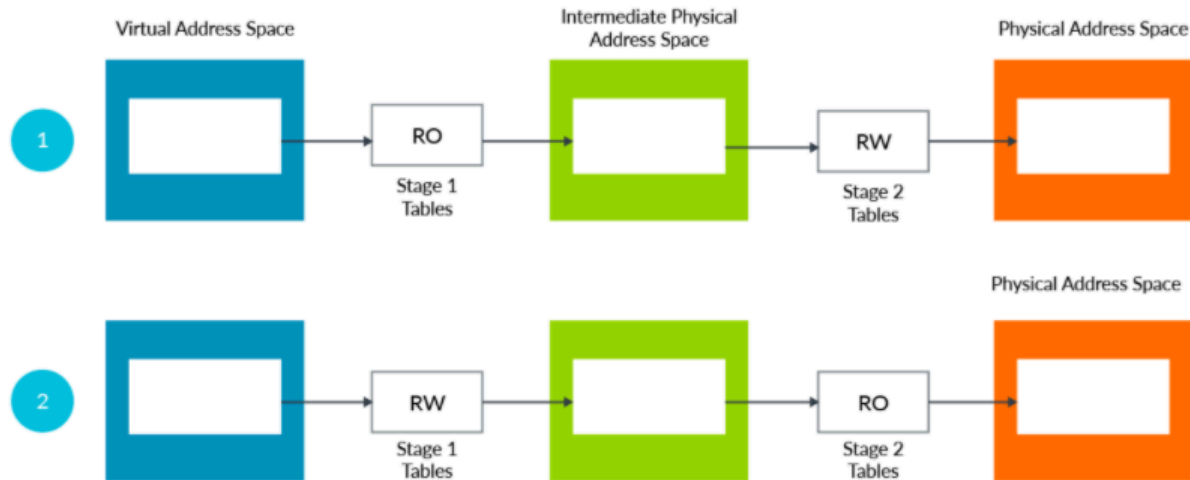 Virtual Address Space
Intermediate Physical
Address Space
Physical Address Space
1
RO
Stage 1
Tables
RW
Stage 2
Tables
Physical Address Space
2
RW
Stage 1
Tables
RO
Stage 2
Tables